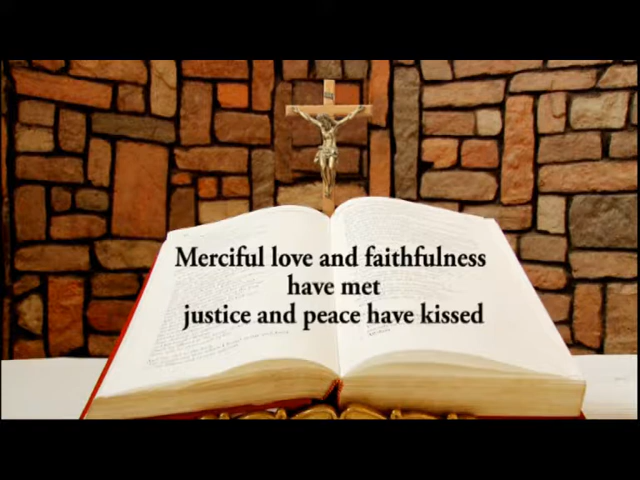 Merciful love and faithfulness
have met
justice and peace have kissed